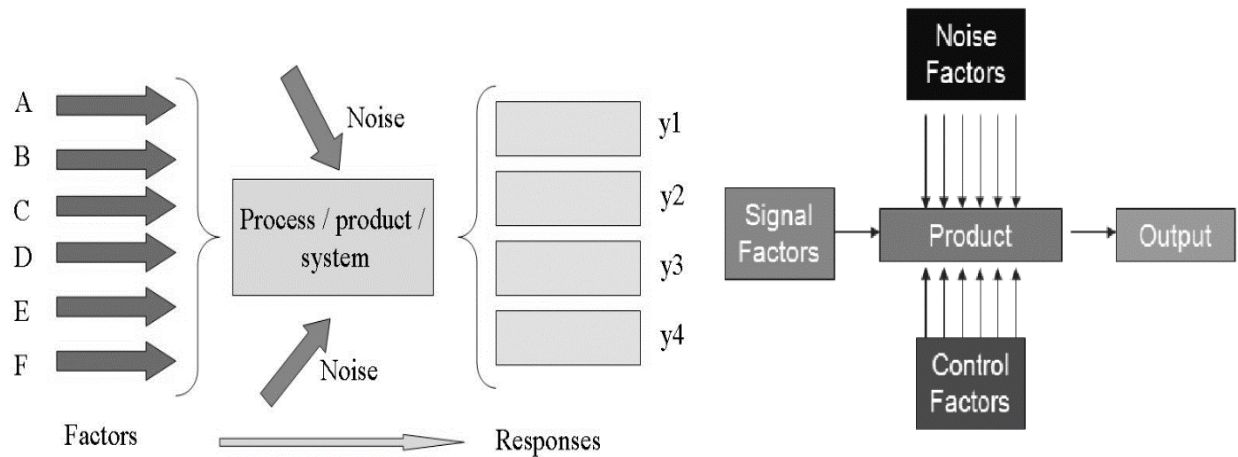 A
B
C
D
E
F
Factors
Noise
Process / product /
system
Noise
y1
y2
y3
y4
Responses
Noise
Factors
Signal
Factors
Product
Output
Control
Factors